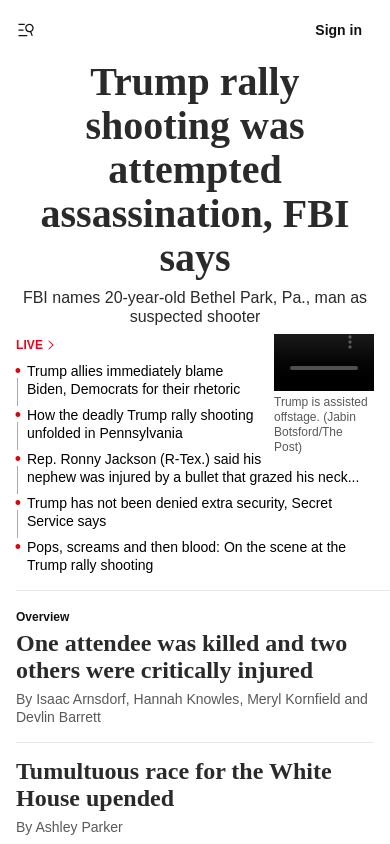 Sign in
Trump rally
shooting was
attempted
assassination, FBI
says
FBI names 20-year-old Bethel Park, Pa., man as
suspected shooter
LIVE
Trump allies immediately blame
Biden, Democrats for their rhetoric
How the deadly Trump rally shooting
unfolded in Pennsylvania
Rep. Ronny Jackson (R-Tex.) said his
nephew was injured by a bullet that grazed his neck...
Trump has not been denied extra security, Secret
Service says
Pops, screams and then blood: On the scene at the
Trump rally shooting
Trump is assisted
offstage. (Jabin
Botsford/The
Post)
Overview
One attendee was killed and two
others were critically injured
By Isaac Arnsdorf, Hannah Knowles, Meryl Kornfield and
Devlin Barrett
Tumultuous race for the White
House upended
By Ashley Parker